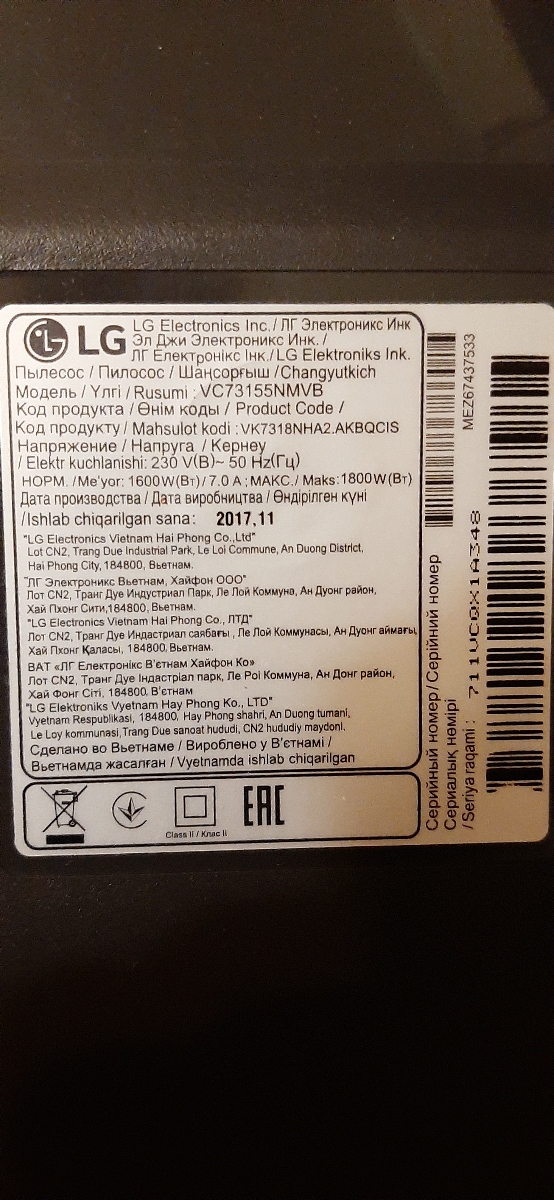 LG
LG Electronics Inc./ ЛГ Электроникс Инк
Эл Джи Электроникс Инк. /
ЛГ Електронікс Інк./ LG Elektroniks Ink.
Пылесос / Пилосос / Шаңсорғыш /Changyutkich
Модель / Үлгі / Rusumi : VC73155NMVB
Код продукта / Өнім коды / Product Code /
Код продукту / Mahsulot kodi : VK7318NHA2.AKBQCIS
Напряжение / Напруга / Кернеу
/ Elektr kuchlanishi: 230 V(В)~ 50 Hz(Гц)
НОРМ. /Me'yor: 1600W(Вт)/ 7.0 A ; МАКС./ Maks:1800W(Вт)
Дата производства / Дата виробництва / Өндірілген күні
/Ishlab chiqarilgan sana: 2017.11
"LG Electronics Vietnam Hai Phong Co.,Ltd"
Lot CN2, Trang Due Industrial Park, Le Loi Commune, An Duong District,
Hai Phong City, 184800, Вьетнам.
"ЛГ Электроникс Вьетнам, Хайфон ООО"
Лот CN2, Транг Дуе Индустриал Парк, Ле Лой Коммуна, Ан Дуонг район,
Хай Пхонг Сити,184800, Вьетнам.
"LG Electronics Vietnam Hai Phong Co., ЛТД"
Лот CN2, Транг Дуе Индастриал саябағы , Ле Лой Коммунасы, Ан Дуонг аймағы,
Хай Пхонг Қаласы, 184800, Вьетнам.
ВАТ «ЛГ Електронікс В'єтнам Хайфон Ко»
Лот CN2, Транг Дуе Індастріал парк, Ле Рої Коммуна, Ан Донг район,
Хай Фонг Сіті, 184800, В'єтнам
"LG Elektroniks Vyetnam Hay Phong Ko., LTD"
Vyetnam Respublikasi, 184800, Hay Phong shahri, An Duong tumani,
Le Loy kommunasi,Trang Due sanoat hududi, CN2 hududiy maydoni.
Сделано во Вьетнаме / Вироблено у В'єтнамі /
Вьетнамда жасалған / Vyetnamda ishlab chiqarilgan
Class II / Клас II
EAC
MEZ67437533
Серийный номер/ Серійний номер
Сериалық нөмірі
/ Seriya raqami : 711VCQX1A348